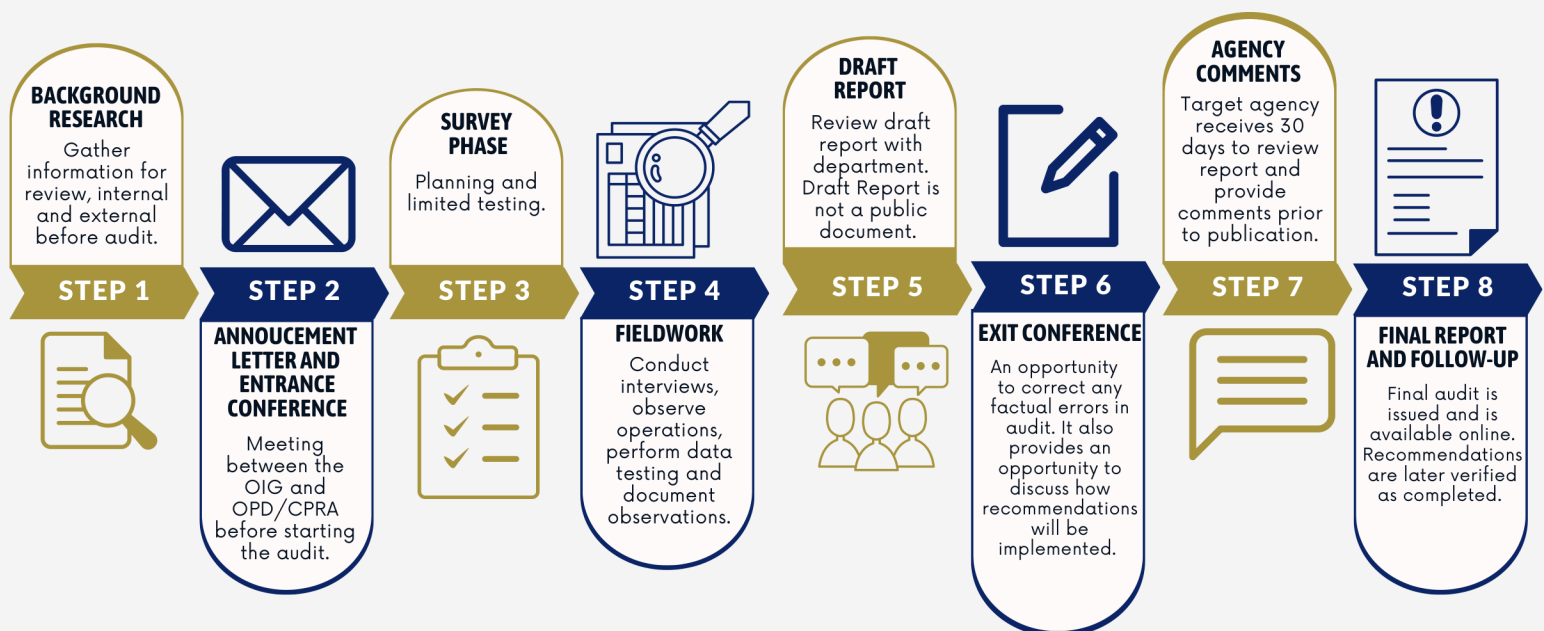 BACKGROUND
RESEARCH
Gather
information for
review, internal
and external
before audit.
STEP 1
STEP 2
ANNOUCEMENT
LETTER AND
ENTRANCE
CONFERENCE
Meeting
between the
OIG and
OPD/CPRA
before starting
the audit.
SURVEY
PHASE
Planning and
limited testing.
STEP 3
STEP 4
FIELDWORK
Conduct
interviews,
observe
operations,
perform data
testing and
document
observations.
DRAFT
REPORT
Review draft
report with
department.
Draft Report is
not a public
document.
STEP 5
STEP 6
EXIT CONFERENCE
An opportunity
to correct any
factual errors in
audit. It also
provides an
opportunity to
discuss how
recommendations
will be
implemented.
AGENCY
COMMENTS
Target agency
receives 30
days to review
report and
provide
comments prior
to publication.
STEP 7
STEP 8
FINAL REPORT
AND FOLLOW-UP
Final audit is
issued and is
available online.
Recommendations
are later verified
as completed.